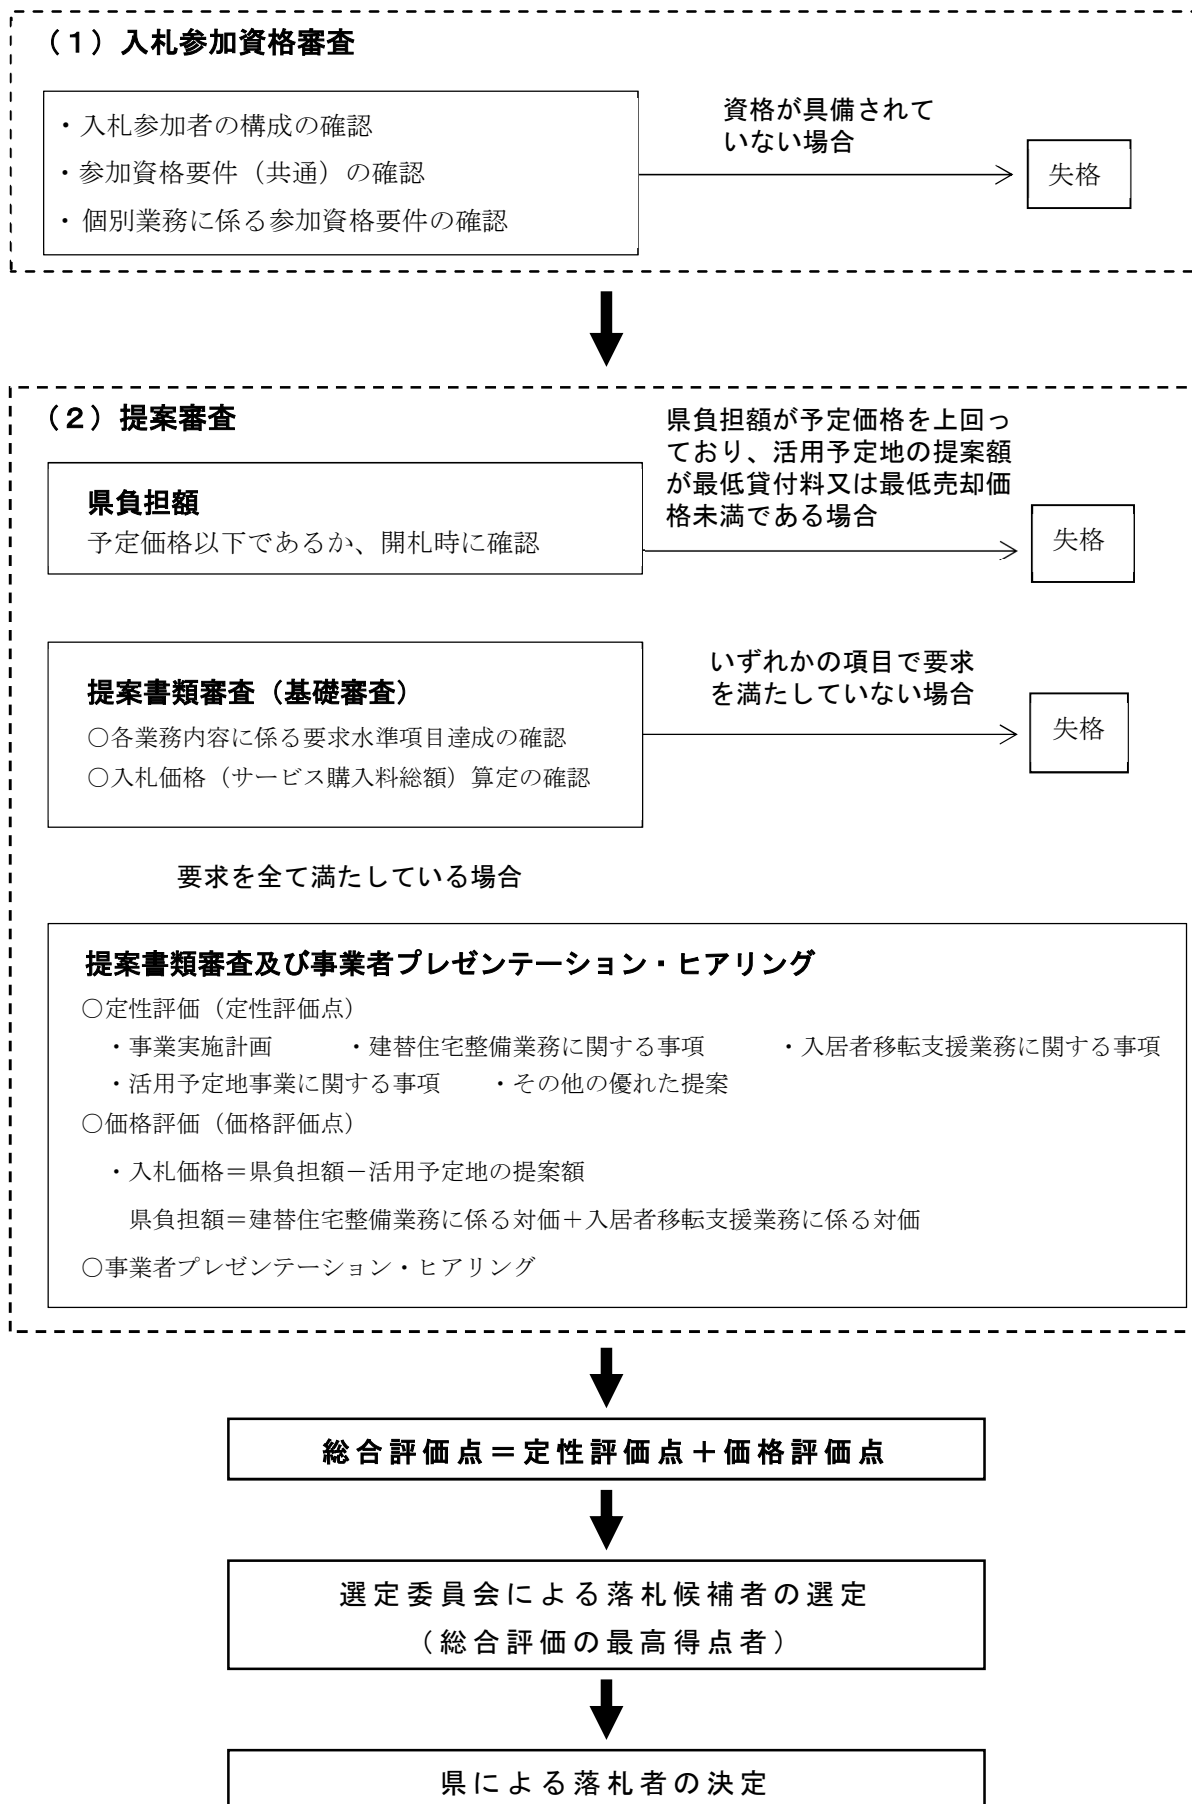 （１）入札参加資格審査
・入札参加者の構成の確認
・参加資格要件（共通）の確認
・個別業務に係る参加資格要件の確認
資格が具備されて
いない場合
失格
（２）提案審査
県負担額
予定価格以下であるか、開札時に確認
県負担額が予定価格を上回っ
ており、活用予定地の提案額
が最低貸付料又は最低売却価
格未満である場合
失格
提案書類審査（基礎審査）
○各業務内容に係る要求水準項目達成の確認
○入札価格（サービス購入料総額）算定の確認
いずれかの項目で要求
を満たしていない場合
失格
要求を全て満たしている場合
提案書類審査及び事業者プレゼンテーション・ヒアリング
○定性評価（定性評価点）
・事業実施計画　・建替住宅整備業務に関する事項　・入居者移転支援業務に関する事項
・活用予定地事業に関する事項　・その他の優れた提案
○価格評価（価格評価点）
・入札価格＝県負担額－活用予定地の提案額
県負担額＝建替住宅整備業務に係る対価＋入居者移転支援業務に係る対価
○事業者プレゼンテーション・ヒアリング
総合評価点＝定性評価点＋価格評価点
選定委員会による落札候補者の選定
（総合評価の最高得点者）
県による落札者の決定